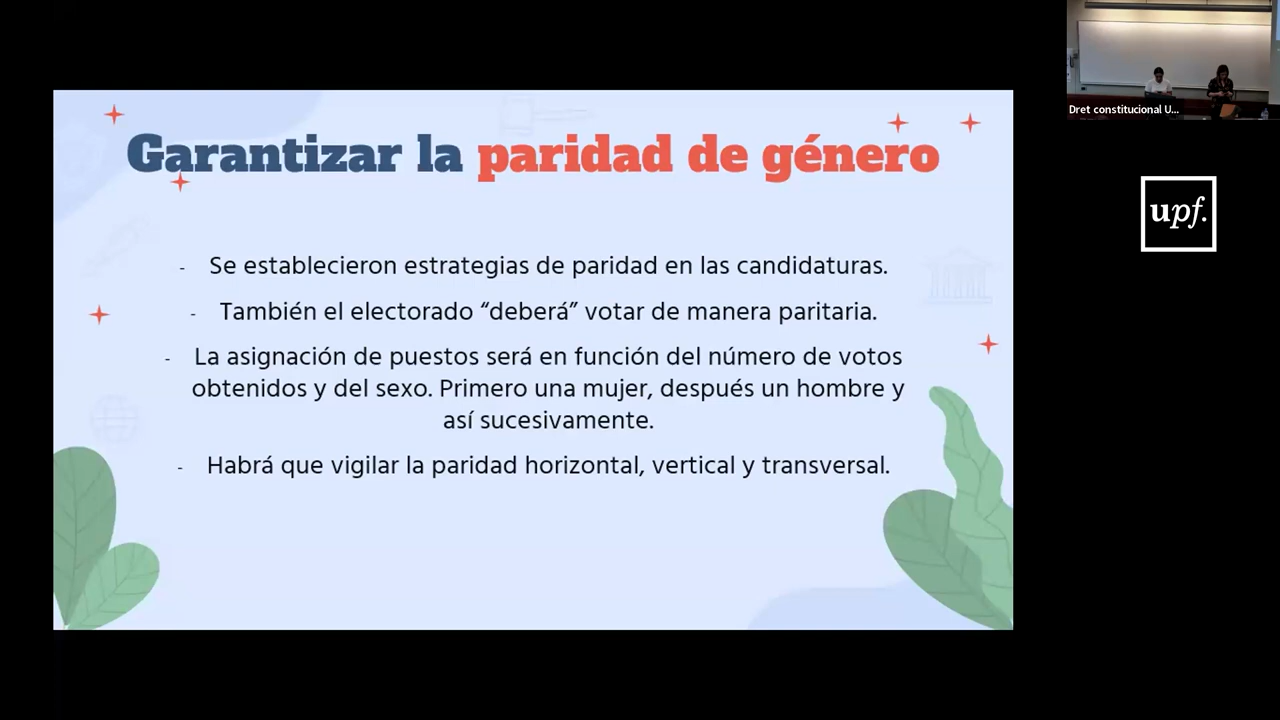 Garantizar la paridad de género
- Se establecieron estrategias de paridad en las candidaturas.
- También el electorado “deberá” votar de manera paritaria.
- La asignación de puestos será en función del número de votos
obtenidos y del sexo. Primero una mujer, después un hombre y
así sucesivamente.
- Habrá que vigilar la paridad horizontal, vertical y transversal.
Dret constitucional U...
upf.